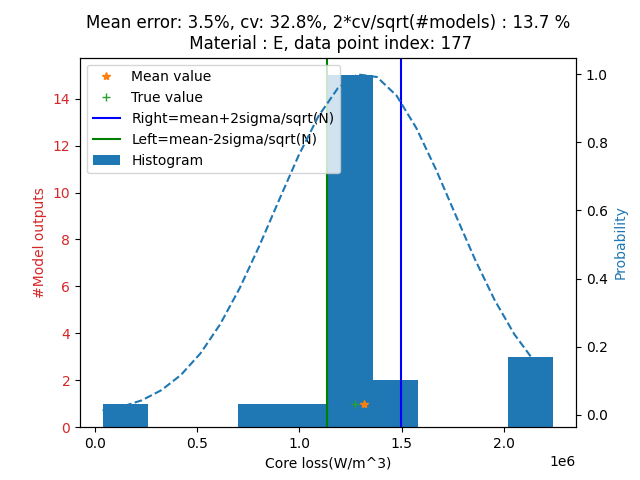 Mean error: 3.5%, cv: 32.8%, 2*cv/sqrt(#models) : 13.7 %
Material : E, data point index: 177
Mean value
True value
Right=mean+2sigma/sqrt(N)
Left=mean-2sigma/sqrt(N)
Histogram
#Model outputs
0
2
4
6
8
10
12
14
Probability
0.0
0.2
0.4
0.6
0.8
1.0
0.0 0.5 1.0 1.5 2.0
1e6
Core loss(W/m^3)